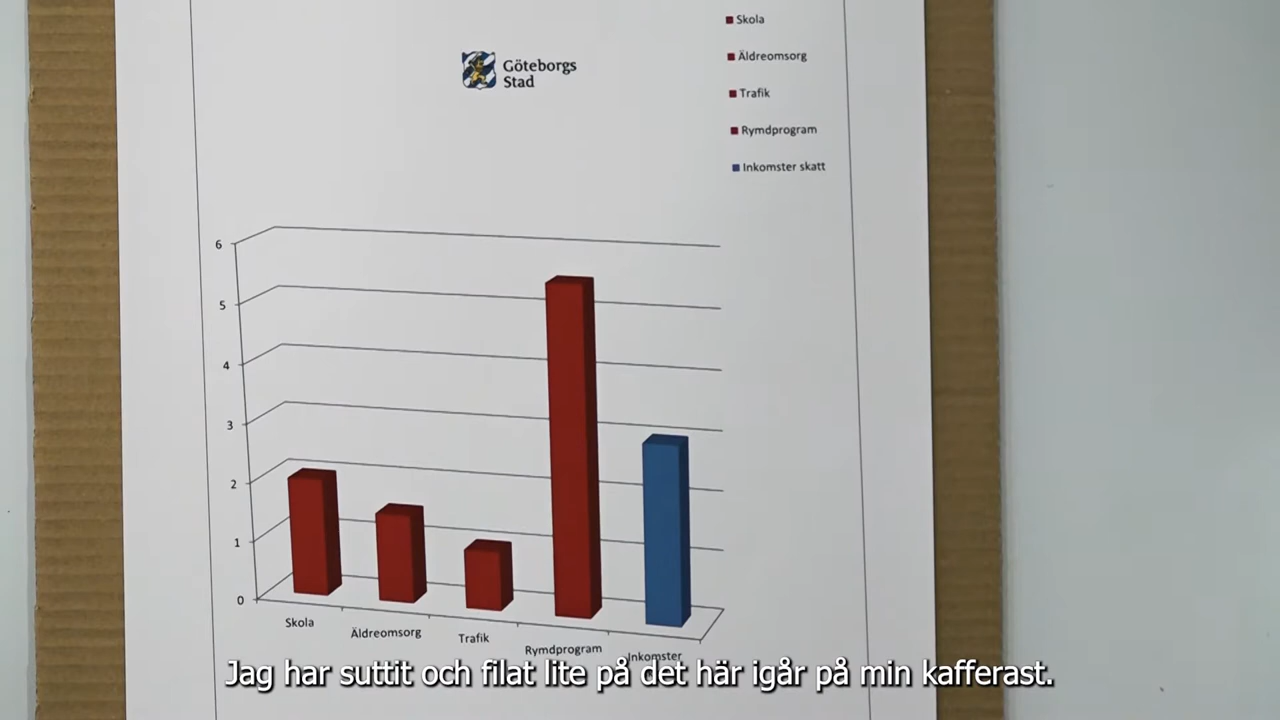 Göteborgs
Stad
Skola
Äldreomsorg
Trafik
Rymdprogram
Inkomster skatt
6
5
4
3
2
1
0
Skola
Äldreomsorg
Trafik
Rymdprogram
Inkomster
Jag har suttit och filat lite på det här igår på min kafferast.